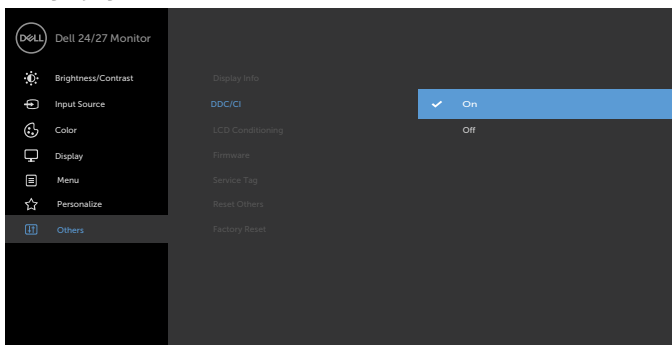 DELL Dell 24/27 Monitor
Brightness/Contrast Display Info
Input Source DDC/CI On
Color LCD Conditioning Off
Display Firmware
Menu Service Tag
Personalize Reset Others
Others Factory Reset